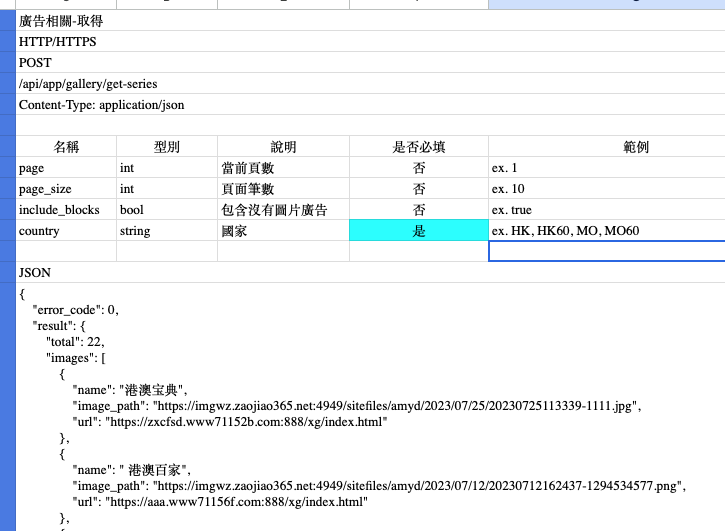 廣告相關-取得
HTTP/HTTPS
POST
/api/app/gallery/get-series
Content-Type: application/json
名稱 型別 說明 是否必填 範例
page int 當前頁數 否 ex. 1
page_size int 頁面筆數 否 ex. 10
include_blocks bool 包含沒有圖片廣告 否 ex. true
country string 國家 是 ex. HK, HK60, MO, MO60
JSON
{
"error_code": 0,
"result": {
"total": 22,
"images": [
{
"name": "港澳宝典",
"image_path": "https://imgwz.zaojiao365.net:4949/sitefiles/amyd/2023/07/25/20230725113339-1111.jpg",
"url": "https://zxcfsd.www71152b.com:888/xg/index.html"
},
{
"name": " 港澳百家",
"image_path": "https://imgwz.zaojiao365.net:4949/sitefiles/amyd/2023/07/12/20230712162437-1294534577.png",
"url": "https://aaa.www71156f.com:888/xg/index.html"
},